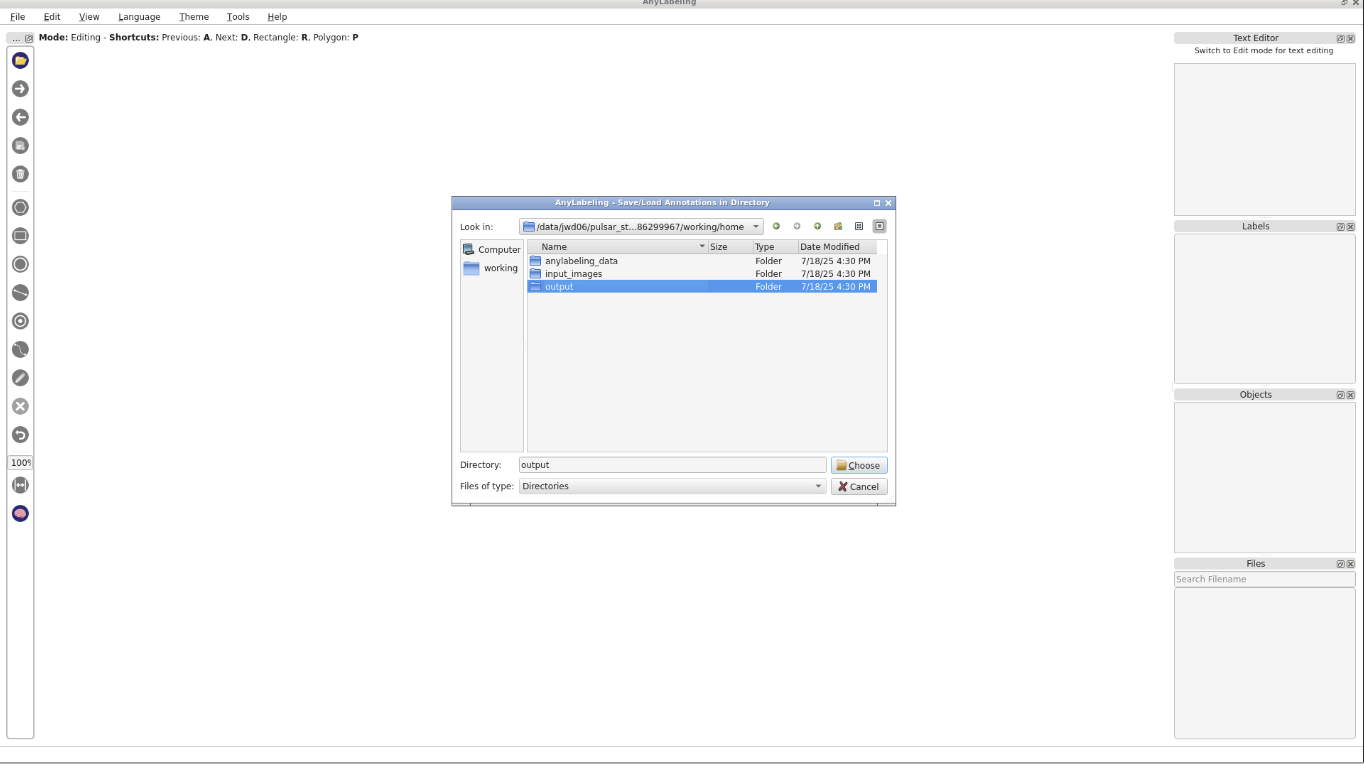 AnyLabeling
File Edit View Language Theme Tools Help
... Mode: Editing - Shortcuts: Previous: A, Next: D, Rectangle: R, Polygon: P
Text Editor
Switch to Edit mode for text editing
AnyLabeling - Save/Load Annotations in Directory
Look in: /data/jwd06/pulsar_st...86299967/working/home
Computer
working
Name Size Type Date Modified
anylabeling_data Folder 7/18/25 4:30 PM
input_images Folder 7/18/25 4:30 PM
output Folder 7/18/25 4:30 PM
Directory: output Choose
Files of type: Directories Cancel
100%
Labels
Objects
Files
Search Filename